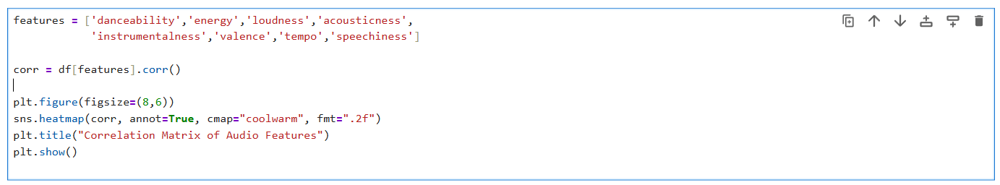 features = ['danceability','energy','loudness','acousticness',
            'instrumentalness','valence','tempo','speechiness']
corr = df[features].corr()
plt.figure(figsize=(8,6))
sns.heatmap(corr, annot=True, cmap="coolwarm", fmt=".2f")
plt.title("Correlation Matrix of Audio Features")
plt.show()